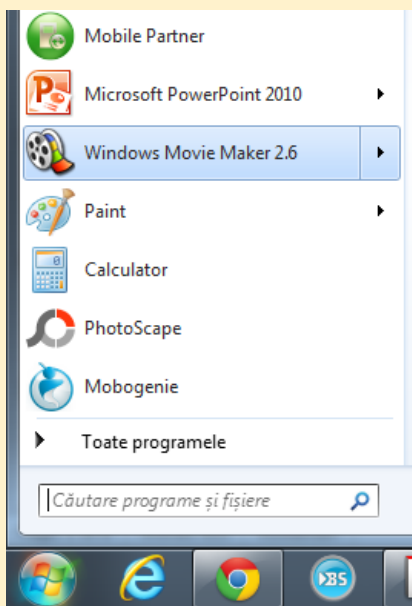 Mobile Partner
Microsoft PowerPoint 2010
Windows Movie Maker 2.6
Paint
Calculator
PhotoScape
Mobogenie
Toate programele
Căutare programe și fișiere
BS